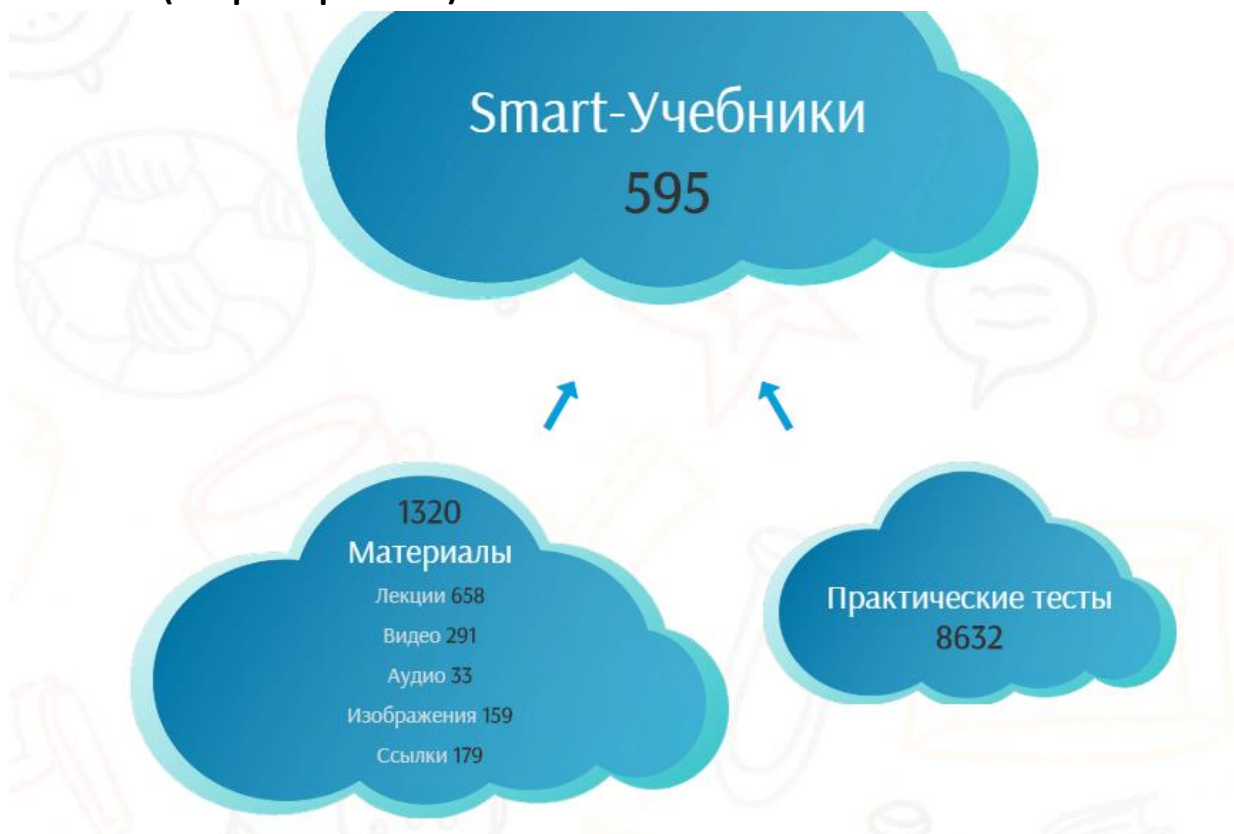 Smart-Учебники
595
1320
Материалы
Лекции 658
Видео 291
Аудио 33
Изображения 159
Ссылки 179
Практические тесты
8632